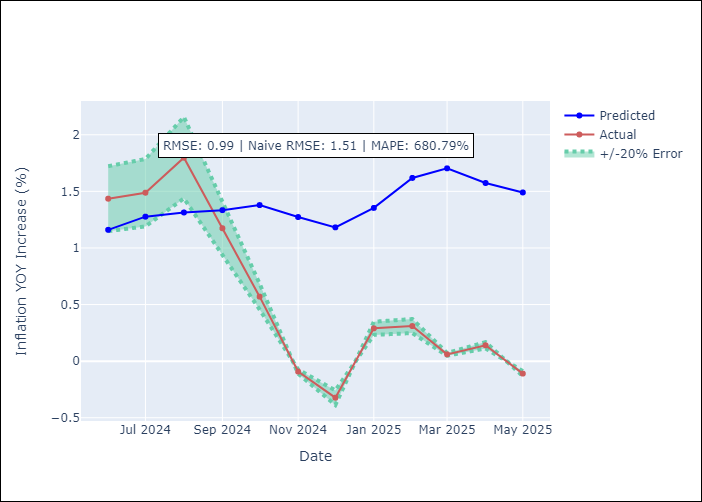 RMSE: 0.99 | Naive RMSE: 1.51 | MAPE: 680.79%
Predicted
Actual
+/-20% Error
2
1.5
1
0.5
0
−0.5
Inflation YOY Increase (%)
Jul 2024
Sep 2024
Nov 2024
Jan 2025
Mar 2025
May 2025
Date